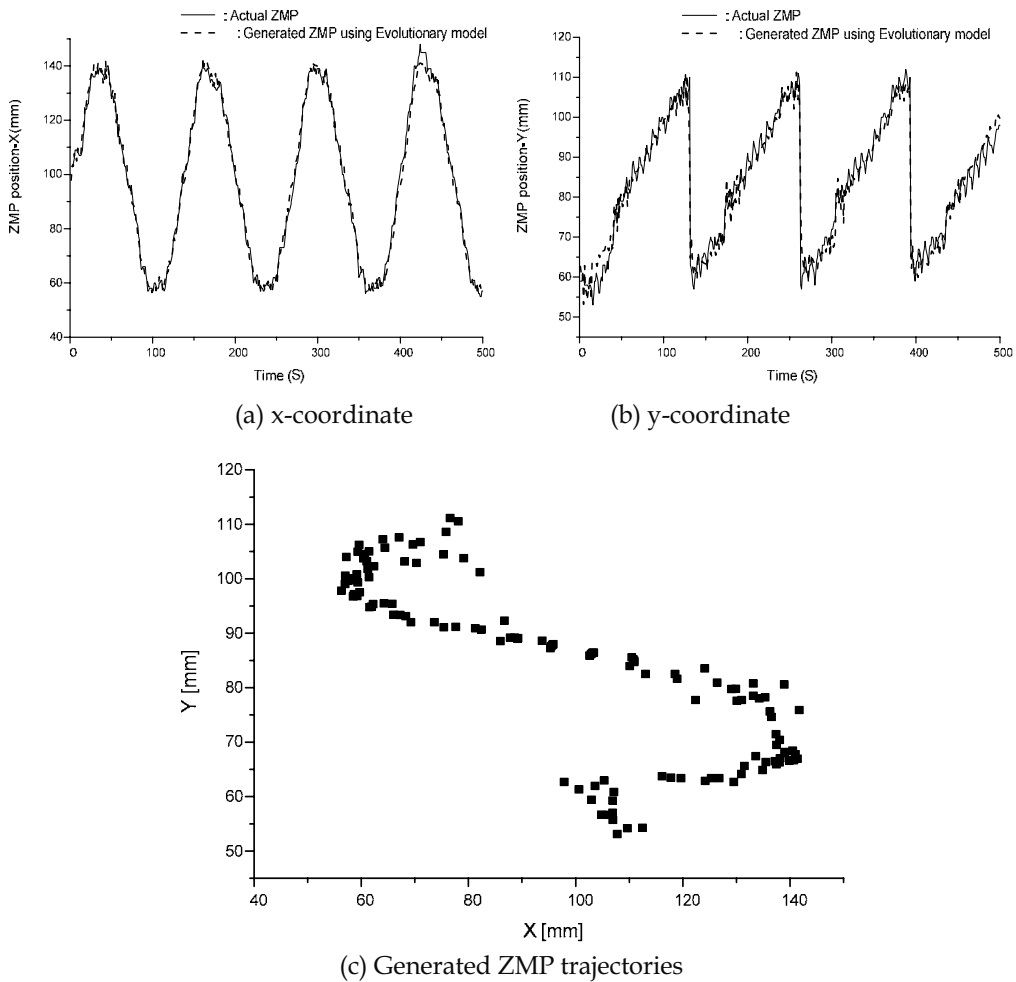 : Actual ZMP
: Generated ZMP using Evolutionary model
ZMP position-X(mm)
140
120
100
80
60
40
0 100 200 300 400 500
Time (S)
(a) x-coordinate
: Actual ZMP
: Generated ZMP using Evolutionary model
ZMP position-Y(mm)
120
110
100
90
80
70
60
50
0 100 200 300 400 500
Time (S)
(b) y-coordinate
Y [mm]
120
110
100
90
80
70
60
50
40 60 80 100 120 140
X [mm]
(c) Generated ZMP trajectories